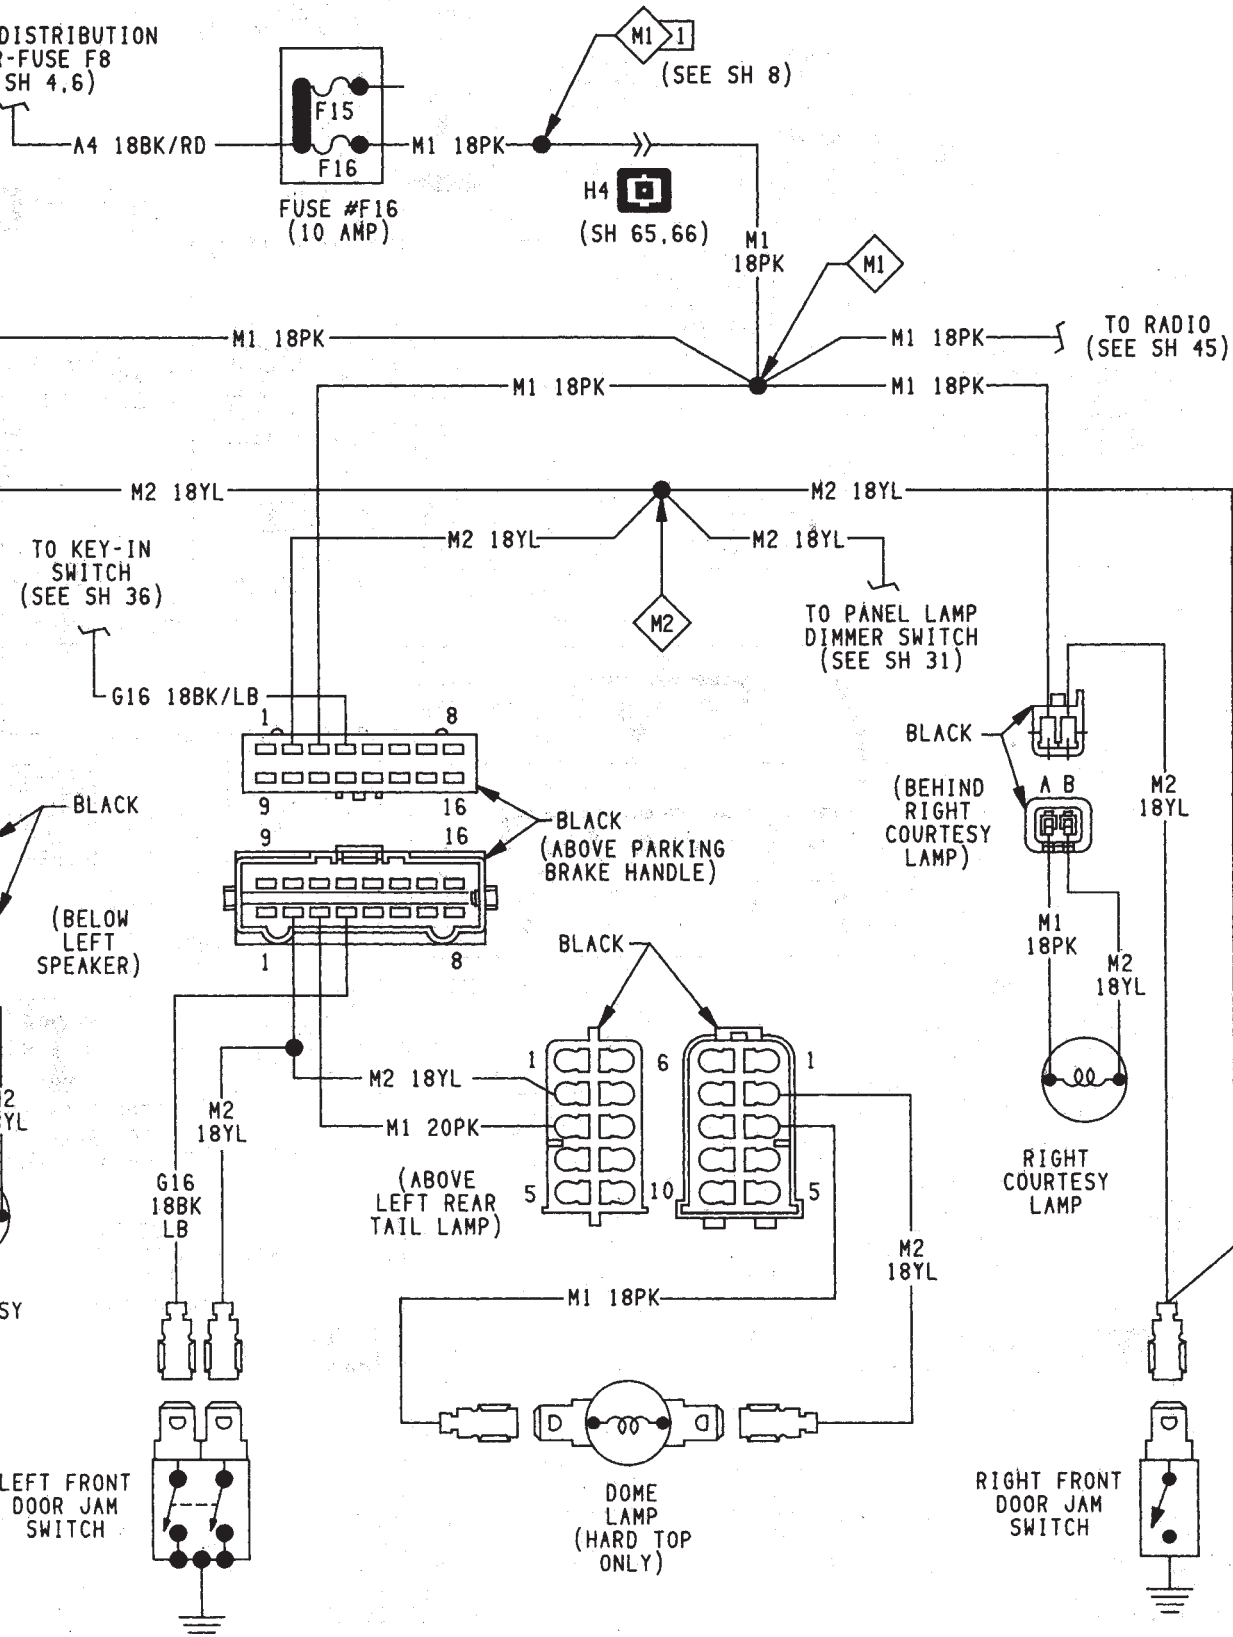 DISTRIBUTION
R-FUSE F8
SH 4,6)
A4 18BK/RD
F15
F16
FUSE #F16
(10 AMP)
M1 18PK
M1 1
(SEE SH 8)
H4
(SH 65,66)
M1
18PK
M1
M1 18PK
M1 18PK
TO RADIO
(SEE SH 45)
M1 18PK
M1 18PK
M2 18YL
M2 18YL
M2 18YL
M2 18YL
M2
TO KEY-IN
SWITCH
(SEE SH 36)
TO PANEL LAMP
DIMMER SWITCH
(SEE SH 31)
G16 18BK/LB
1 8
9 16
9 16
1 8
BLACK
(ABOVE PARKING
BRAKE HANDLE)
BLACK
(BELOW
LEFT
SPEAKER)
BLACK
(BEHIND
RIGHT
COURTESY
LAMP)
A B
M2
18YL
M1
18PK
M2
18YL
RIGHT
COURTESY
LAMP
BLACK
1 6 1
5 10 5
M2 18YL
M1 20PK
(ABOVE
LEFT REAR
TAIL LAMP)
2
YL
M2
18YL
G16
18BK
LB
SY
M2
18YL
M1 18PK
D D
DOME
LAMP
(HARD TOP
ONLY)
D D
LEFT FRONT
DOOR JAM
SWITCH
D
RIGHT FRONT
DOOR JAM
SWITCH